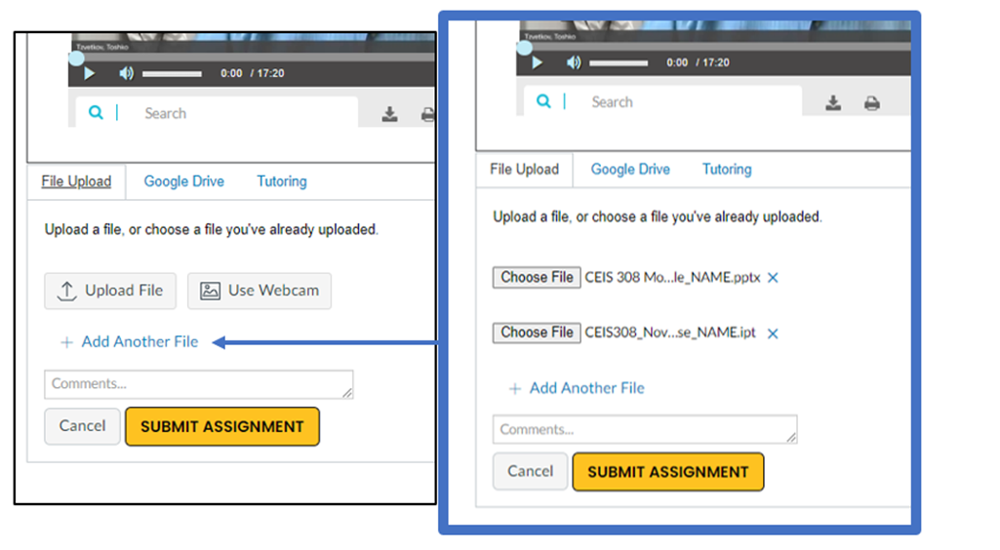 Tzvetkov, Toshko
0:00 / 17:20
Search
File Upload Google Drive Tutoring
Upload a file, or choose a file you've already uploaded.
Upload File Use Webcam
+ Add Another File
Comments...
Cancel SUBMIT ASSIGNMENT
Tzvetkov, Toshko
0:00 / 17:20
Search
File Upload Google Drive Tutoring
Upload a file, or choose a file you've already uploaded.
Choose File CEIS 308 Mo...le_NAME.pptx ×
Choose File CEIS308_Nov...se_NAME.ipt ×
+ Add Another File
Comments...
Cancel SUBMIT ASSIGNMENT